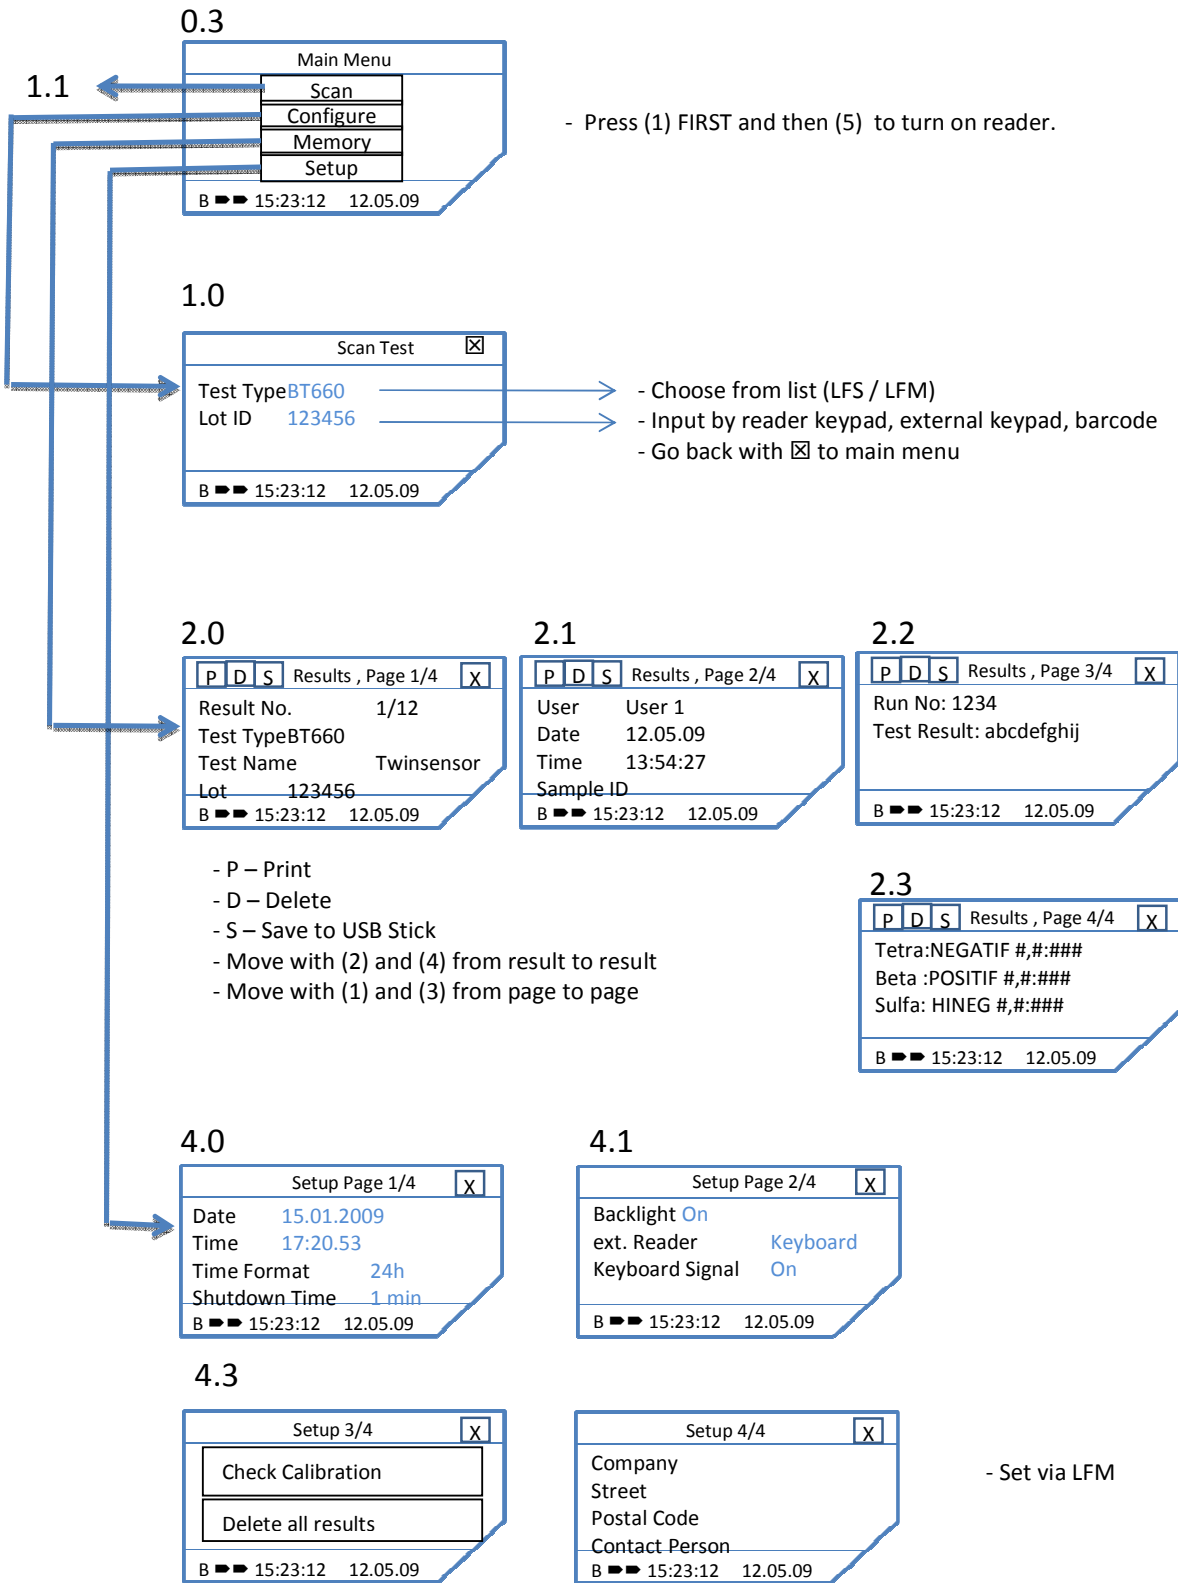 0.3
Main Menu
1.1
Scan
Configure
Memory
Setup
B 15:23:12 12.05.09
- Press (1) FIRST and then (5) to turn on reader.
1.0
Scan Test ☒
Test TypeBT660
Lot ID 123456
B 15:23:12 12.05.09
- Choose from list (LFS / LFM)
- Input by reader keypad, external keypad, barcode
- Go back with ☒ to main menu
2.0
P D S Results , Page 1/4 X
Result No. 1/12
Test TypeBT660
Test Name Twinsensor
Lot 123456
B 15:23:12 12.05.09
2.1
P D S Results , Page 2/4 X
User User 1
Date 12.05.09
Time 13:54:27
Sample ID
B 15:23:12 12.05.09
2.2
P D S Results , Page 3/4 X
Run No: 1234
Test Result: abcdefghij
B 15:23:12 12.05.09
- P – Print
- D – Delete
- S – Save to USB Stick
- Move with (2) and (4) from result to result
- Move with (1) and (3) from page to page
2.3
P D S Results , Page 4/4 X
Tetra:NEGATIF #,#:###
Beta :POSITIF #,#:###
Sulfa: HINEG #,#:###
B 15:23:12 12.05.09
4.0
Setup Page 1/4 X
Date 15.01.2009
Time 17:20.53
Time Format 24h
Shutdown Time 1 min
B 15:23:12 12.05.09
4.1
Setup Page 2/4 X
Backlight On
ext. Reader Keyboard
Keyboard Signal On
B 15:23:12 12.05.09
4.3
Setup 3/4 X
Check Calibration
Delete all results
B 15:23:12 12.05.09
Setup 4/4 X
Company
Street
Postal Code
Contact Person
B 15:23:12 12.05.09
- Set via LFM